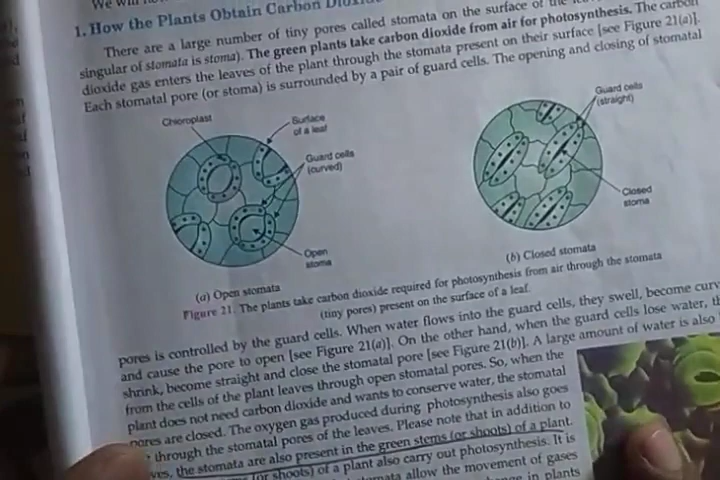 We will
1. How the Plants Obtain Carbon
There are a large number of tiny pores called stomata on the surface of the
singular of stomata is stoma). The green plants take carbon dioxide from air for photosynthesis. The carbon
dioxide gas enters the leaves of the plant through the stomata present on their surface [see Figure 21(a)].
Each stomatal pore (or stoma) is surrounded by a pair of guard cells. The opening and closing of stomatal
Chloroplast
Surface
of a leaf
Guard cells
(curved)
Open
stoma
(a) Open stomata
Guard cells
(straight)
Closed
stoma
(b) Closed stomata
Figure 21. The plants take carbon dioxide required for photosynthesis from air through the stomata
(tiny pores) present on the surface of a leaf.
pores is controlled by the guard cells. When water flows into the guard cells, they swell, become curv
and cause the pore to open [see Figure 21(a)]. On the other hand, when the guard cells lose water, th
shrink, become straight and close the stomatal pore [see Figure 21(b)]. A large amount of water is also
from the cells of the plant leaves through open stomatal pores. So, when the
plant does not need carbon dioxide and wants to conserve water, the stomatal
pores are closed. The oxygen gas produced during photosynthesis also goes
through the stomatal pores of the leaves. Please note that in addition to
ves, the stomata are also present in the green stems (or shoots) of a plant.
(or shoots) of a plant also carry out photosynthesis. It is
stomata allow the movement of gases
in plants